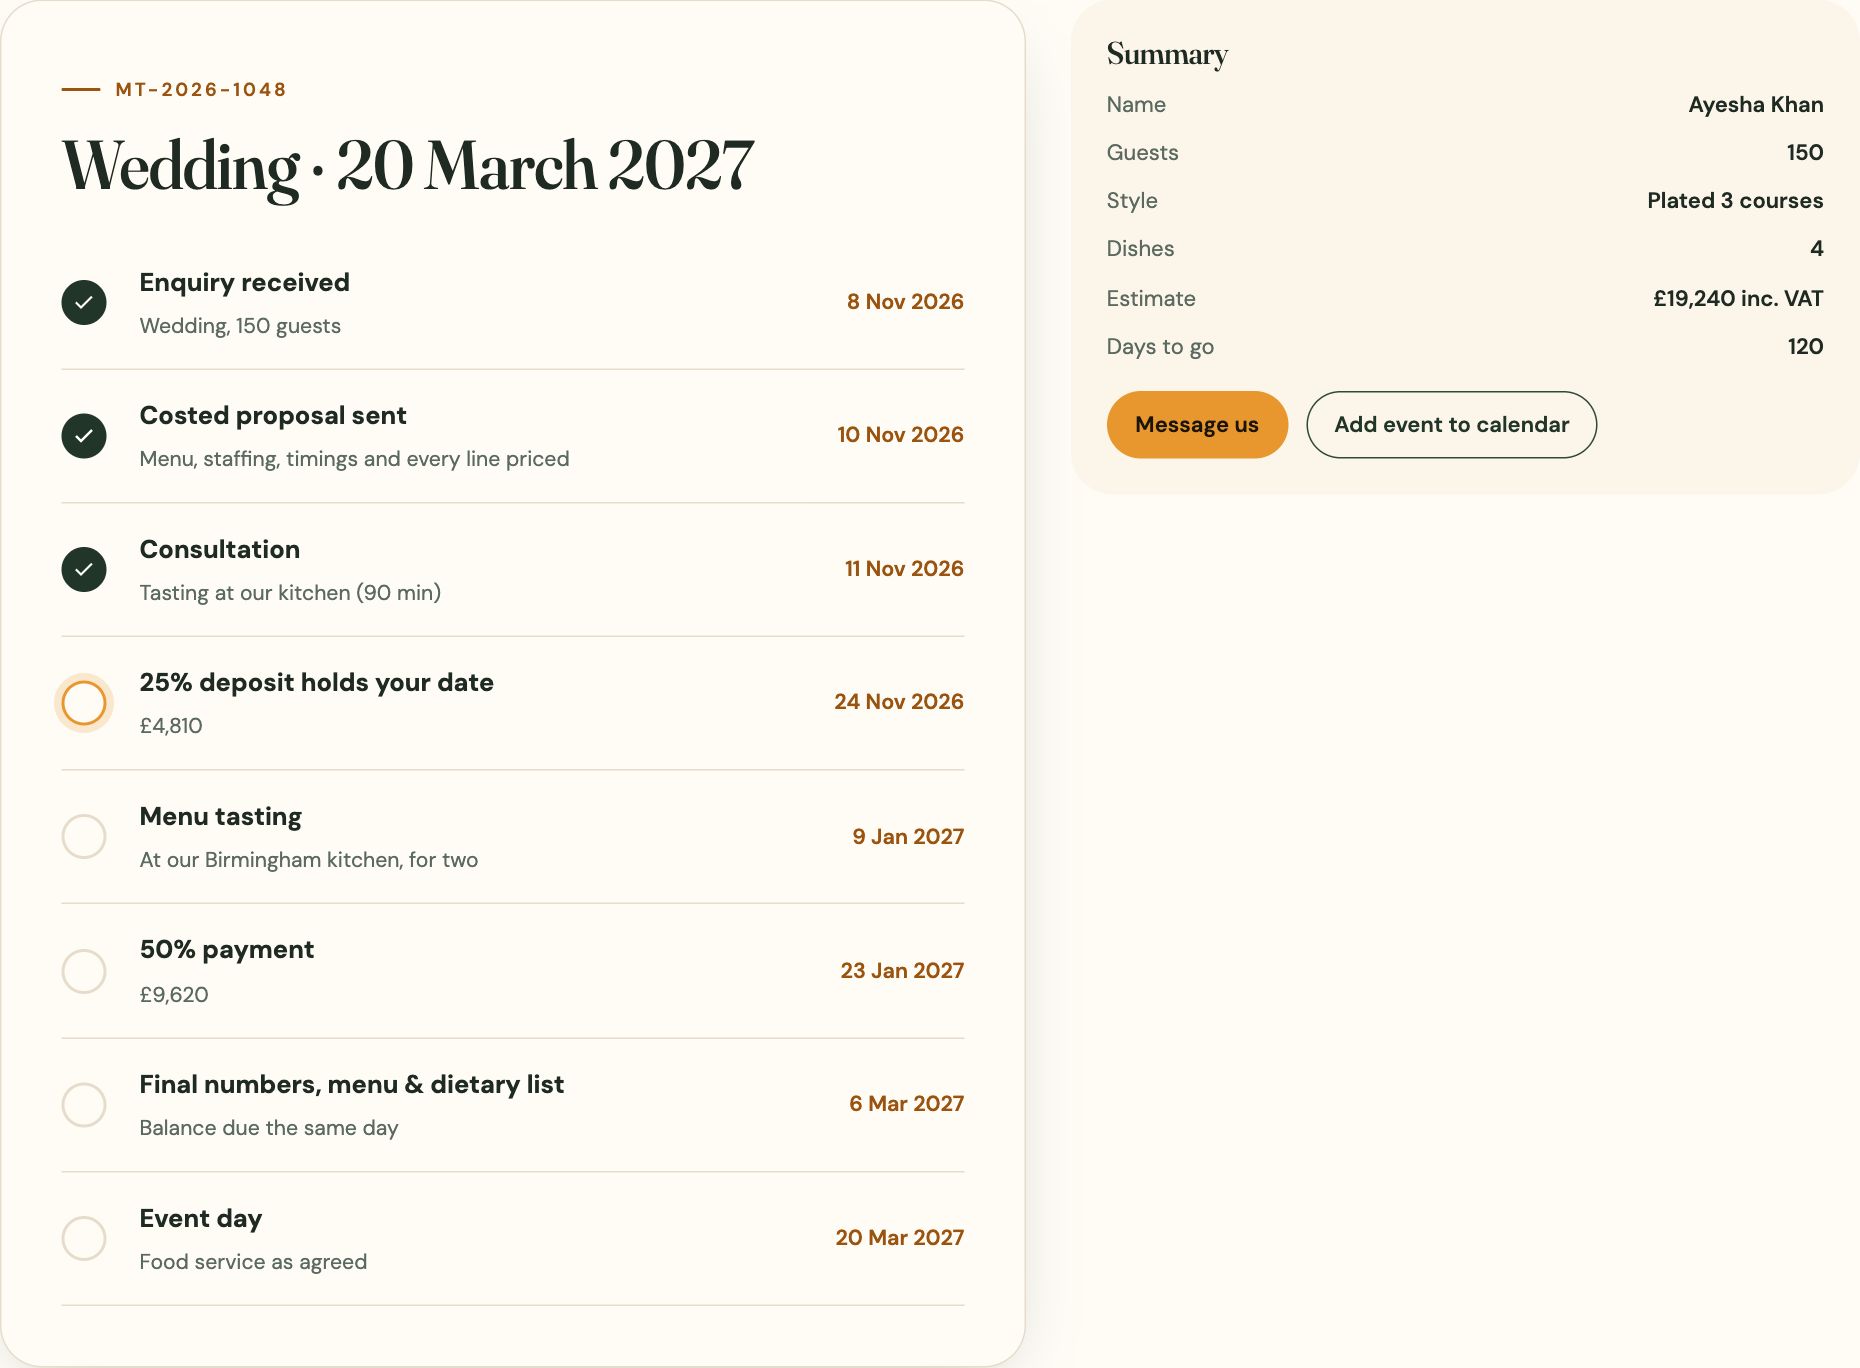 MT-2026-1048
Wedding · 20 March 2027
Enquiry received
Wedding, 150 guests
8 Nov 2026
Costed proposal sent
Menu, staffing, timings and every line priced
10 Nov 2026
Consultation
Tasting at our kitchen (90 min)
11 Nov 2026
25% deposit holds your date
£4,810
24 Nov 2026
Menu tasting
At our Birmingham kitchen, for two
9 Jan 2027
50% payment
£9,620
23 Jan 2027
Final numbers, menu & dietary list
Balance due the same day
6 Mar 2027
Event day
Food service as agreed
20 Mar 2027
Summary
Name Ayesha Khan
Guests 150
Style Plated 3 courses
Dishes 4
Estimate £19,240 inc. VAT
Days to go 120
Message us
Add event to calendar